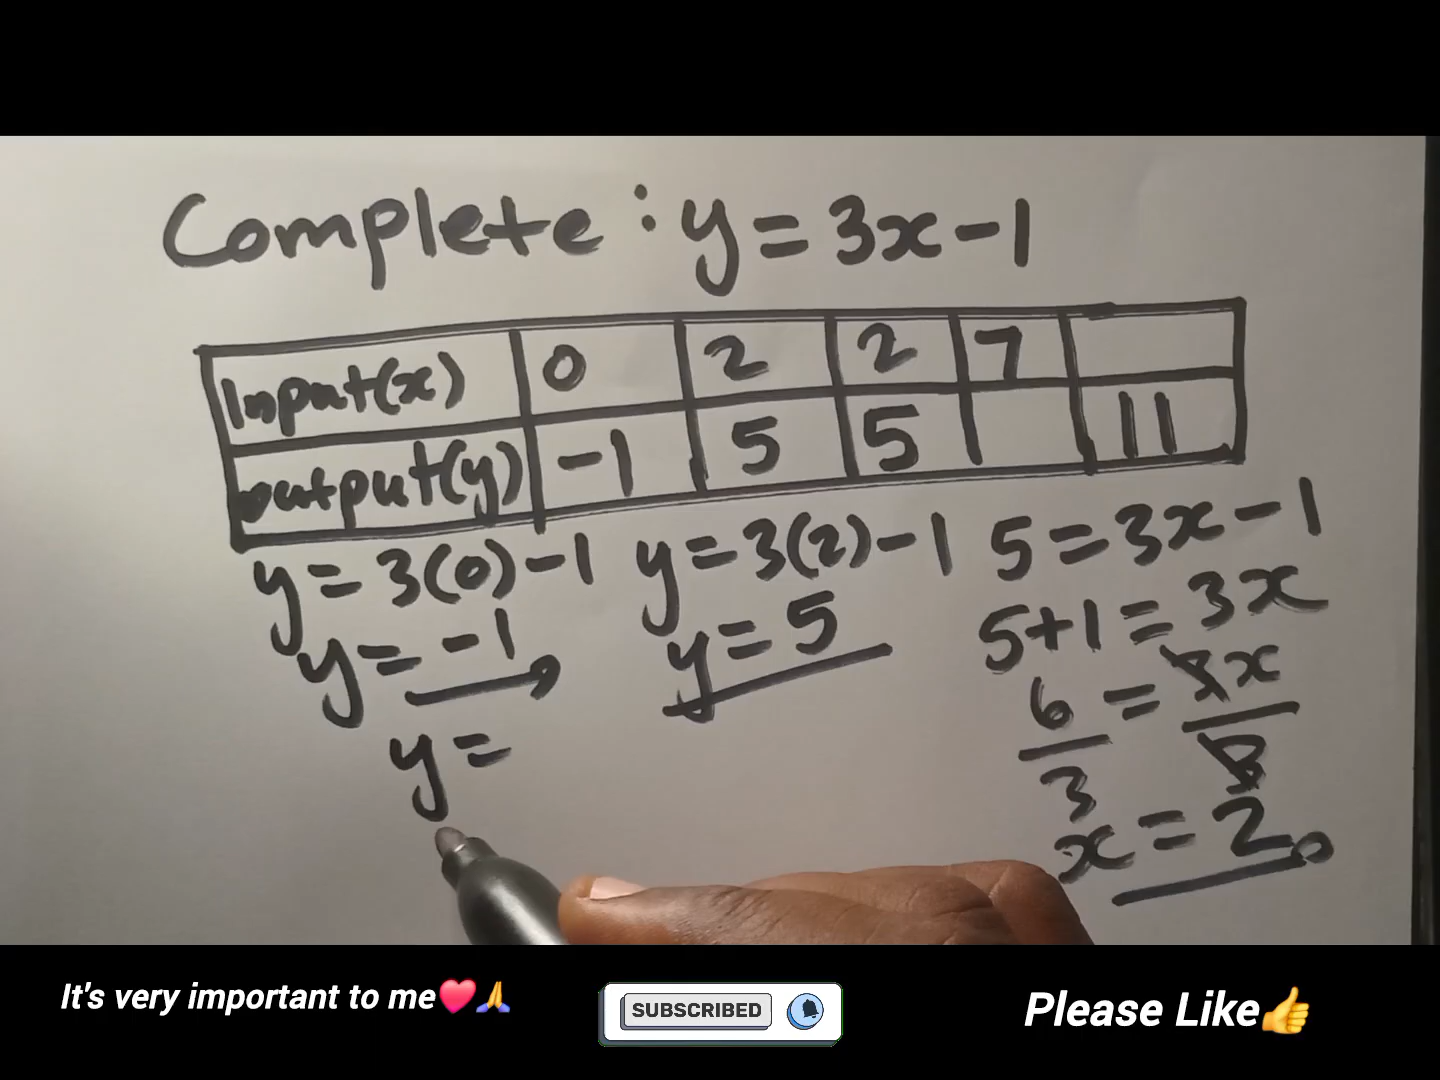 Complete: y = 3x - 1
Input(x) 0 2 2 7
output(y) -1 5 5 11
y = 3(0) - 1 y = 3(2) - 1 5 = 3x - 1
y = -1 y = 5 5 + 1 = 3x
y = 6/3 = 3x/3
x = 2
It's very important to me❤️🙏
SUBSCRIBED
Please Like👍